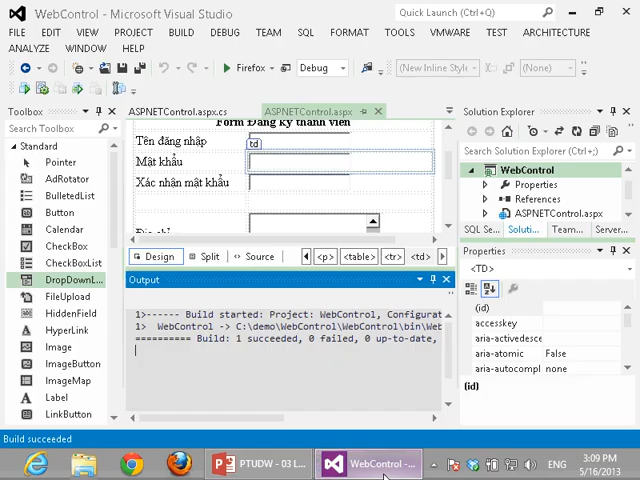 WebControl - Microsoft Visual Studio
Quick Launch (Ctrl+Q)
FILE EDIT VIEW PROJECT BUILD DEBUG TEAM SQL FORMAT TOOLS VMWARE TEST ARCHITECTURE
ANALYZE WINDOW HELP
Firefox Debug (New Inline Style) (None)
Toolbox
Search Toolbox
Standard
Pointer
AdRotator
BulletedList
Button
Calendar
CheckBox
CheckBoxList
DropDownL...
FileUpload
HiddenField
HyperLink
Image
ImageButton
ImageMap
Label
LinkButton
ASPNETControl.aspx.cs ASPNETControl.aspx
Form Đăng ký thành viên
Tên đăng nhập
td
Mật khẩu
Xác nhận mật khẩu
Địa chỉ
Design Split Source <p> <table> <tr> <td>
Output
1>------ Build started: Project: WebControl, Configurat
1> WebControl -> C:\demo\WebControl\WebControl\bin\Web
========== Build: 1 succeeded, 0 failed, 0 up-to-date,
Solution Explorer
Search Solution Explorer (Ctrl+;)
WebControl
Properties
References
ASPNETControl.aspx
SQL Se... Soluti... Team... Server...
Properties
<TD>
(id)
accesskey
aria-activedesce
aria-atomic False
aria-autocompl none
(id)
Build succeeded
PTUDW - 03 L... WebControl -... ENG 3:09 PM
5/16/2013